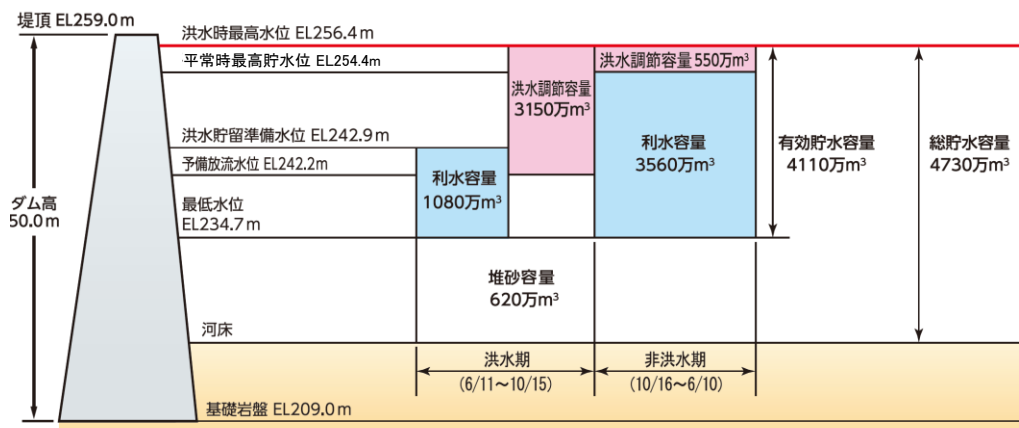 堤頂 EL259.0m
洪水時最高水位 EL256.4m
平常時最高貯水位 EL254.4m
洪水貯留準備水位 EL242.9m
予備放流水位 EL242.2m
最低水位
EL234.7m
ダム高
50.0m
洪水調節容量
3150万m³
洪水調節容量 550万m³
利水容量
1080万m³
利水容量
3560万m³
有効貯水容量
4110万m³
総貯水容量
4730万m³
堆砂容量
620万m³
河床
洪水期
(6/11～10/15)
非洪水期
(10/16～6/10)
基礎岩盤 EL209.0m